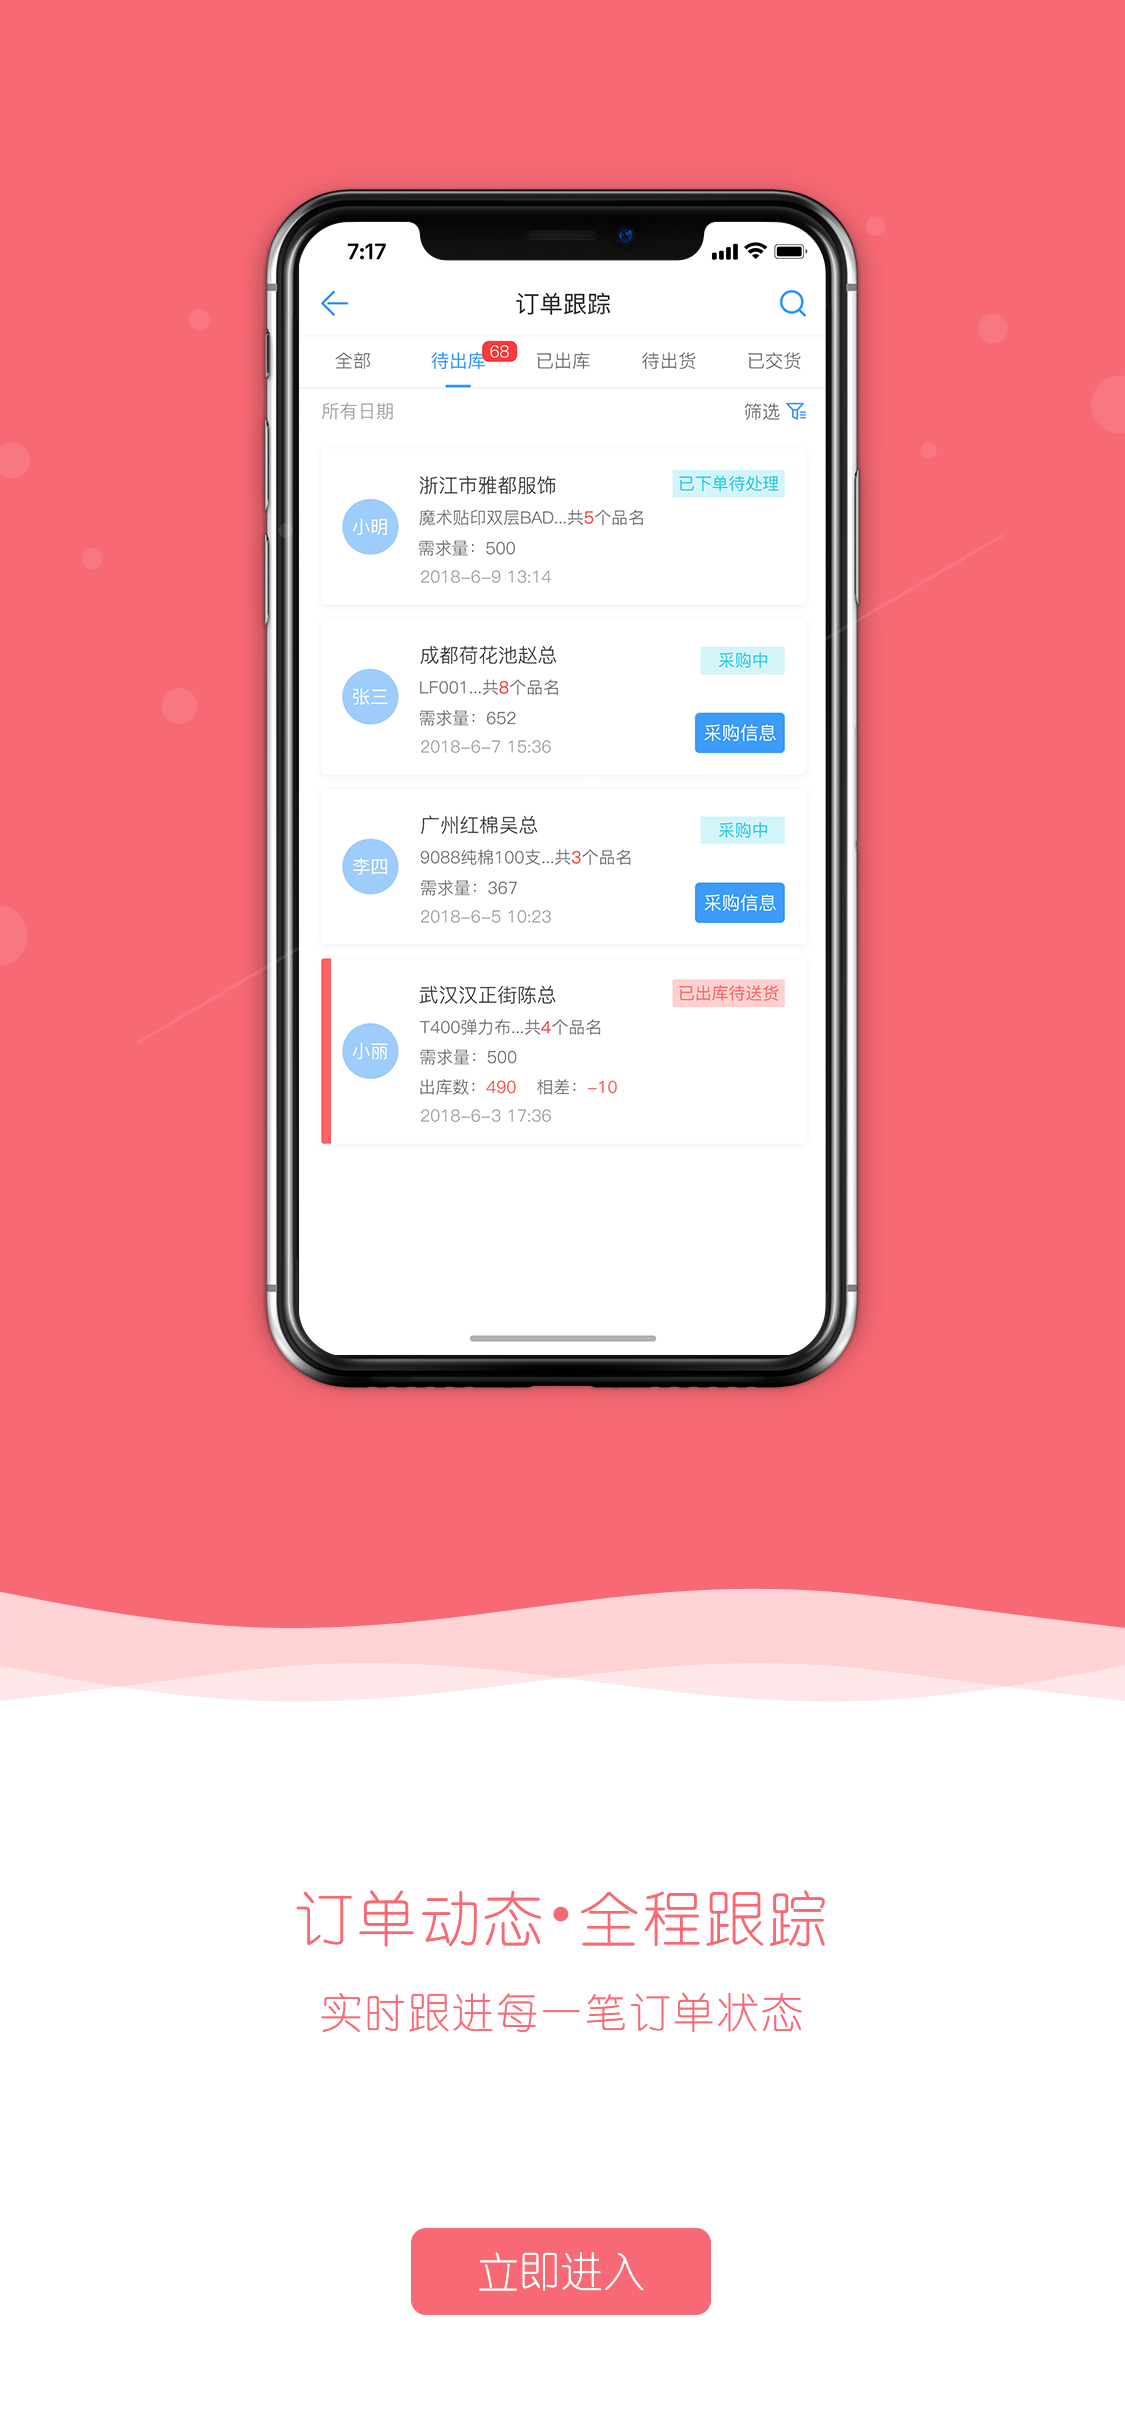 7:17
订单跟踪
全部 待出库 68 已出库 待出货 已交货
所有日期 筛选
浙江市雅都服饰 已下单待处理
小明
魔术贴印双层BAD...共5个品名
需求量：500
2018-6-9 13:14
成都荷花池赵总 采购中
张三
LF001...共8个品名
需求量：652
采购信息
2018-6-7 15:36
广州红棉吴总 采购中
李四
9088纯棉100支...共3个品名
需求量：367
采购信息
2018-6-5 10:23
武汉汉正街陈总 已出库待送货
T400弹力布...共4个品名
小丽
需求量：500
出库数：490 相差：-10
2018-6-3 17:36
订单动态•全程跟踪
实时跟进每一笔订单状态
立即进入